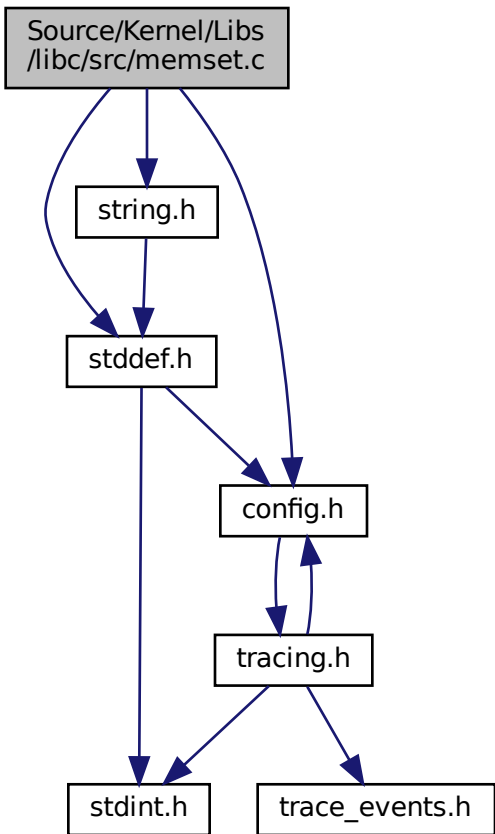 Source/Kernel/Libs
/libc/src/memset.c
string.h
stddef.h
config.h
tracing.h
stdint.h
trace_events.h